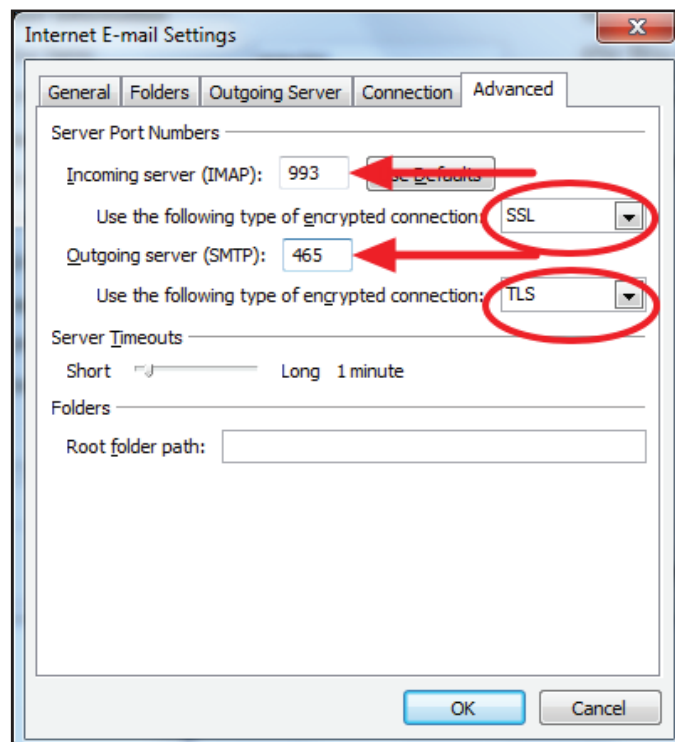 Internet E-mail Settings
General Folders Outgoing Server Connection Advanced
Server Port Numbers
Incoming server (IMAP): 993 Use Defaults
Use the following type of encrypted connection: SSL
Outgoing server (SMTP): 465
Use the following type of encrypted connection: TLS
Server Timeouts
Short Long 1 minute
Folders
Root folder path:
OK Cancel